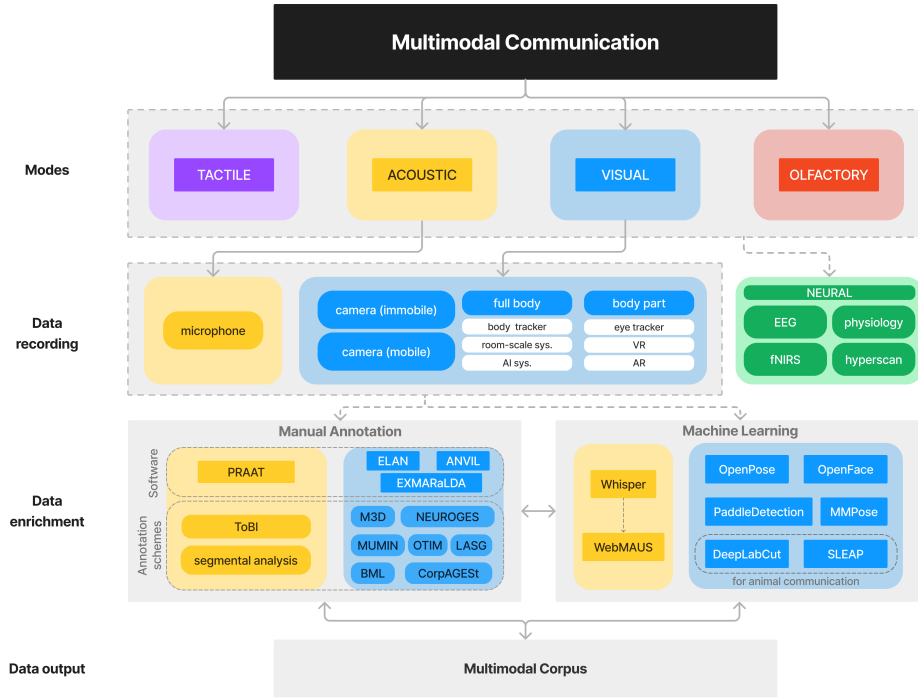 Multimodal Communication
Modes
TACTILE
ACOUSTIC
VISUAL
OLFACTORY
Data
recording
microphone
camera (immobile)
camera (mobile)
full body
body tracker
room-scale sys.
AI sys.
body part
eye tracker
VR
AR
NEURAL
EEG
physiology
fNIRS
hyperscan
Data
enrichment
Manual Annotation
Software
PRAAT
ELAN
ANVIL
EXMARaLDA
Annotation
schemes
ToBI
segmental analysis
M3D
NEUROGES
MUMIN
OTIM
LASG
BML
CorpAGESt
Machine Learning
Whisper
WebMAUS
OpenPose
OpenFace
PaddleDetection
MMPose
DeepLabCut
SLEAP
for animal communication
Data output
Multimodal Corpus